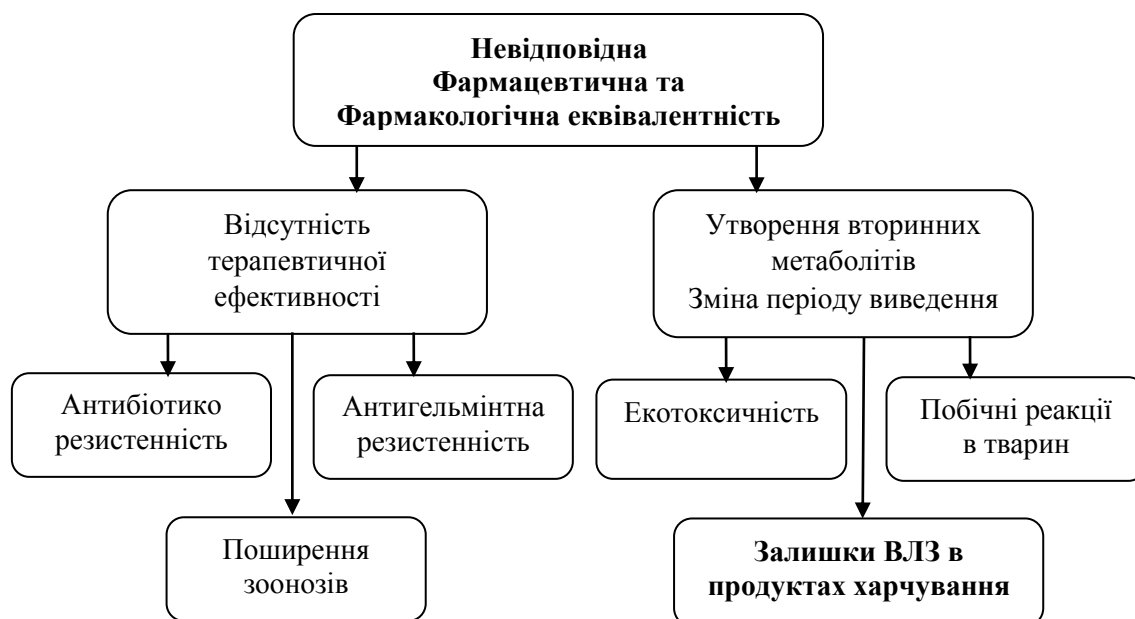 Невідповідна
Фармацевтична та
Фармакологічна еквівалентність
Відсутність
терапевтичної
ефективності
Утворення вторинних
метаболітів
Зміна періоду виведення
Антибіотико
резистенність
Антигельмінтна
резистенність
Екотоксичність
Побічні реакції
в тварин
Поширення
зоонозів
Залишки ВЛЗ в
продуктах харчування